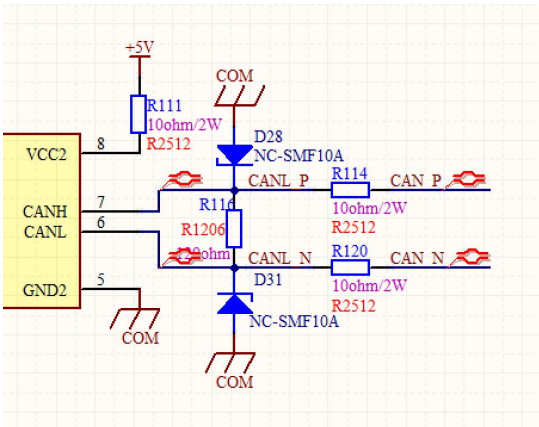 +5V
COM
R111
10ohm/2W
R2512
D28
NC-SMF10A
8
VCC2
CANL_P
R114
CAN_P
7
CANH
R116
10ohm/2W
R2512
6
CANL
R1206
120ohm
CANL_N
R120
CAN_N
D31
10ohm/2W
R2512
5
GND2
NC-SMF10A
COM
COM